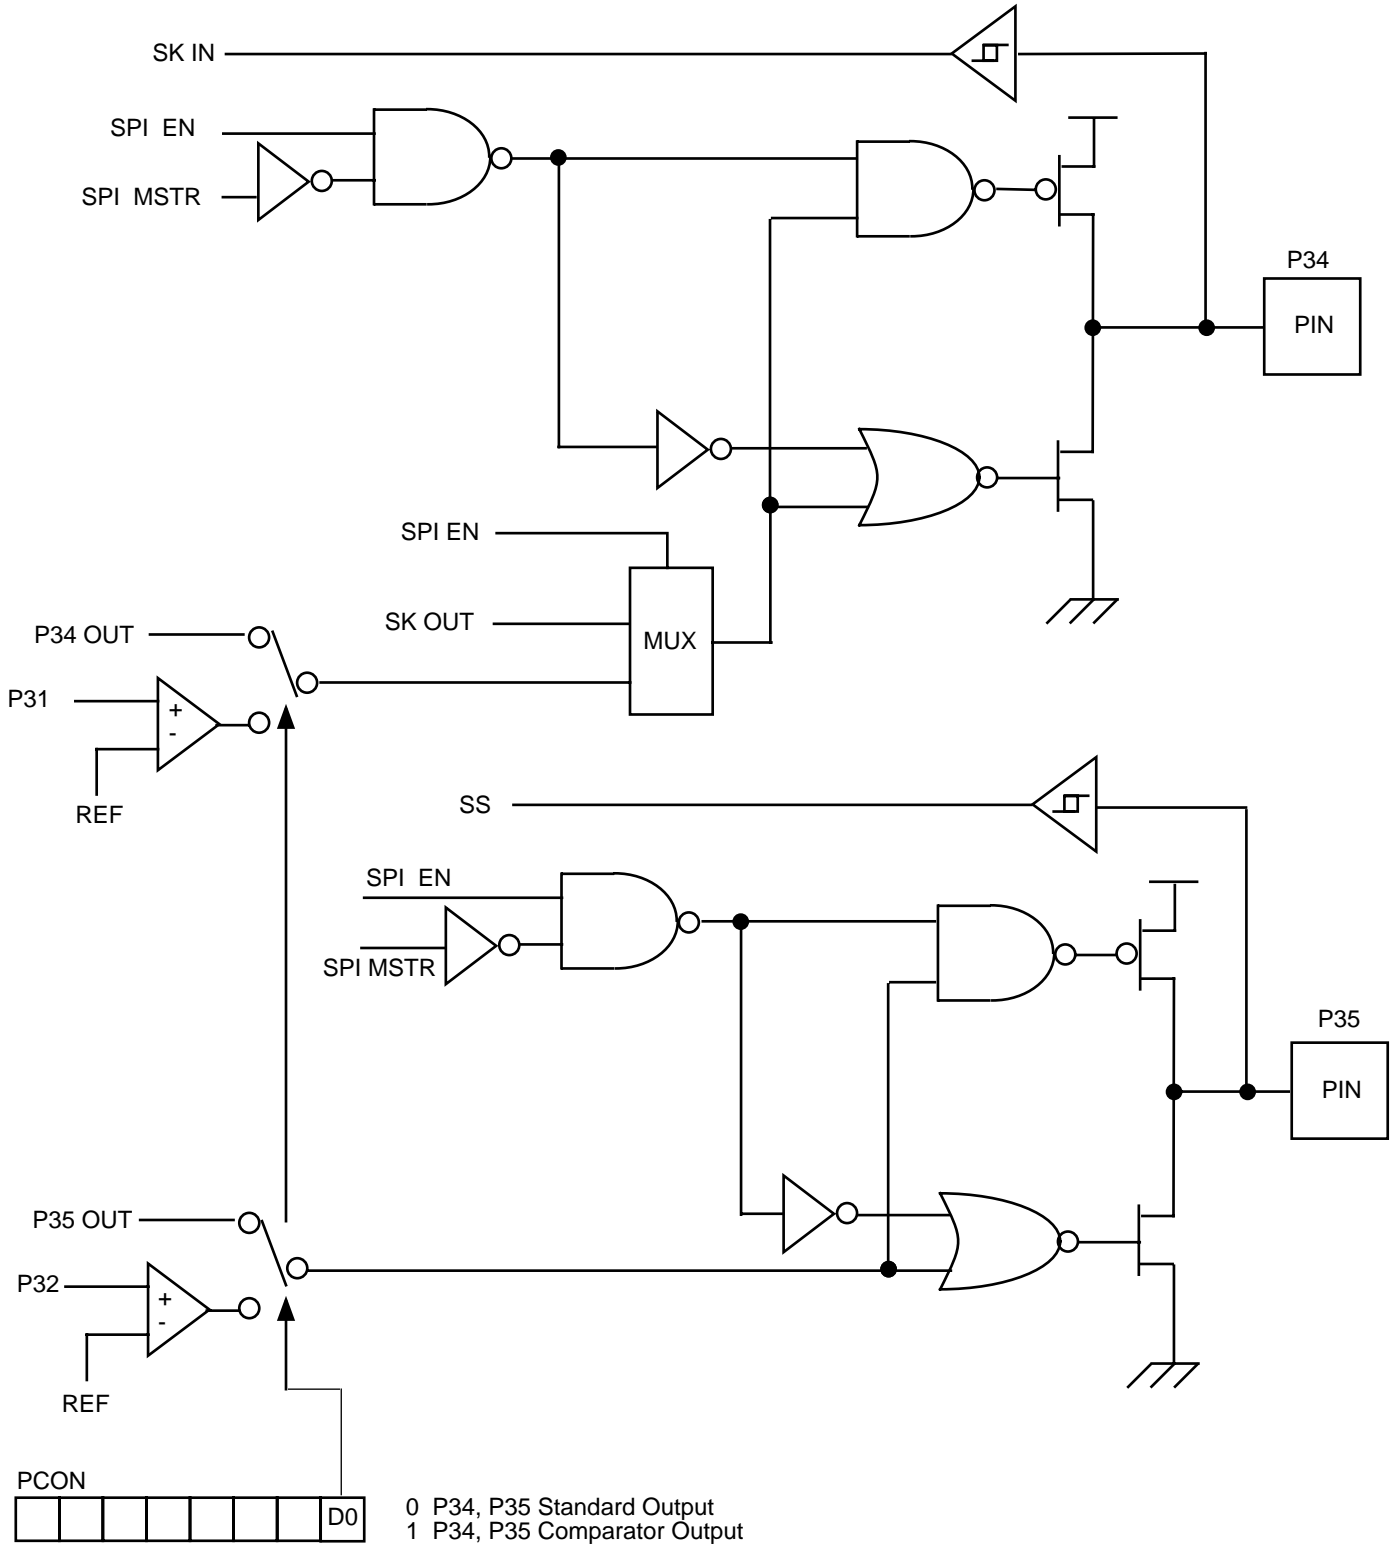 SK IN
SPI EN
SPI MSTR
P34
PIN
SPI EN
SK OUT
MUX
P34 OUT
P31
+
-
REF
SS
SPI EN
SPI MSTR
P35
PIN
P35 OUT
P32
+
-
REF
PCON
D0
0 P34, P35 Standard Output
1 P34, P35 Comparator Output